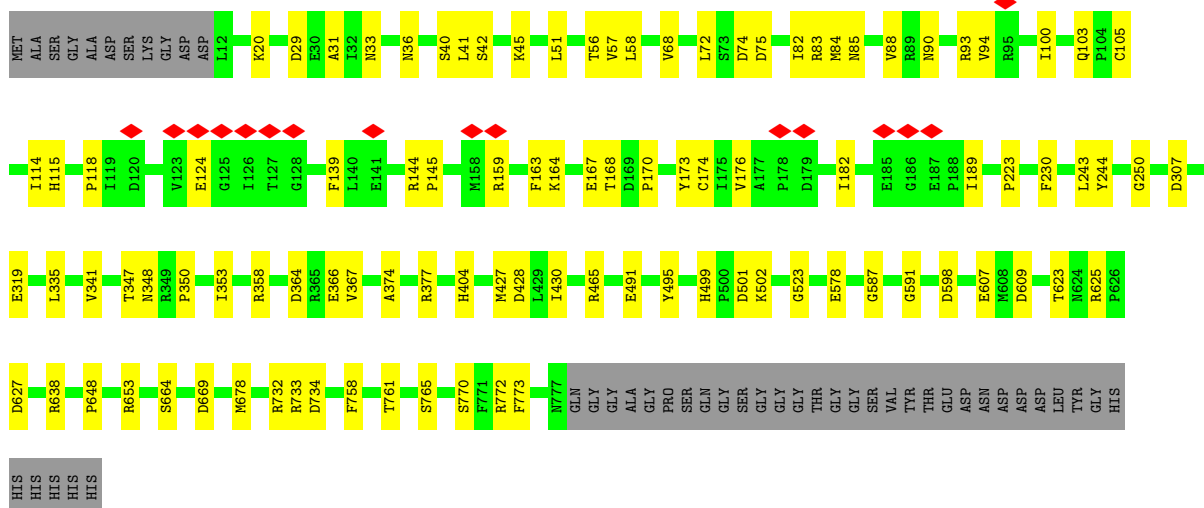 MET ALA SER GLY ALA ASP SER LYS GLY ASP ASP L12 K20 D29 E30 A31 I32 N33 N36 S40 L41 S42 K45 L51 T56 V57 L58 V68 L72 S73 D74 D75 I82 R83 M84 N85 V88 R89 N90 R93 V94 R95 I100 Q103 P104 C105
I114 H115 P118 I119 D120 V123 E124 G125 I126 T127 G128 F139 L140 E141 R144 P145 M158 R159 F163 K164 E167 T168 D169 P170 Y173 C174 I175 V176 A177 P178 D179 I182 E185 G186 E187 P188 I189 P223 F230 L243 Y244 G250 D307
E319 L335 V341 T347 N348 R349 P350 I353 R358 D364 R365 E366 V367 A374 R377 H404 M427 D428 L429 I430 R465 E491 Y495 H499 P500 D501 K502 G523 E578 G587 G591 D598 E607 M608 D609 T623 N624 R625 P626
D627 R638 P648 R653 S664 D669 M678 R732 R733 D734 F758 T761 S765 S770 F771 R772 F773 N777 GLN GLY GLY ALA GLY PRO SER GLN GLY SER GLY GLY GLY THR GLY GLY SER VAL TYR THR GLU ASP ASN ASP ASP ASP LEU TYR GLY HIS
HIS HIS HIS HIS HIS